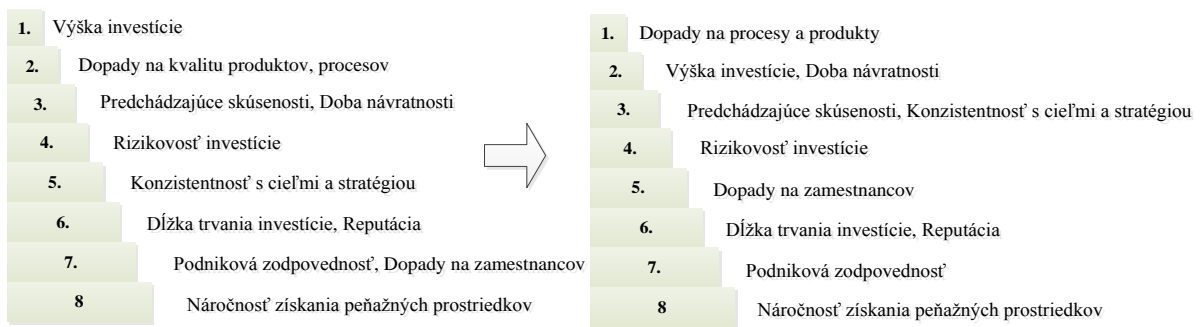 1. Výška investície
2. Dopady na kvalitu produktov, procesov
3. Predchádzajúce skúsenosti, Doba návratnosti
4. Rizikovosť investície
5. Konzistentnosť s cieľmi a stratégiou
6. Dĺžka trvania investície, Reputácia
7. Podniková zodpovednosť, Dopady na zamestnancov
8 Náročnosť získania peňažných prostriedkov
1. Dopady na procesy a produkty
2. Výška investície, Doba návratnosti
3. Predchádzajúce skúsenosti, Konzistentnosť s cieľmi a stratégiou
4. Rizikovosť investície
5. Dopady na zamestnancov
6. Dĺžka trvania investície, Reputácia
7. Podniková zodpovednosť
8 Náročnosť získania peňažných prostriedkov